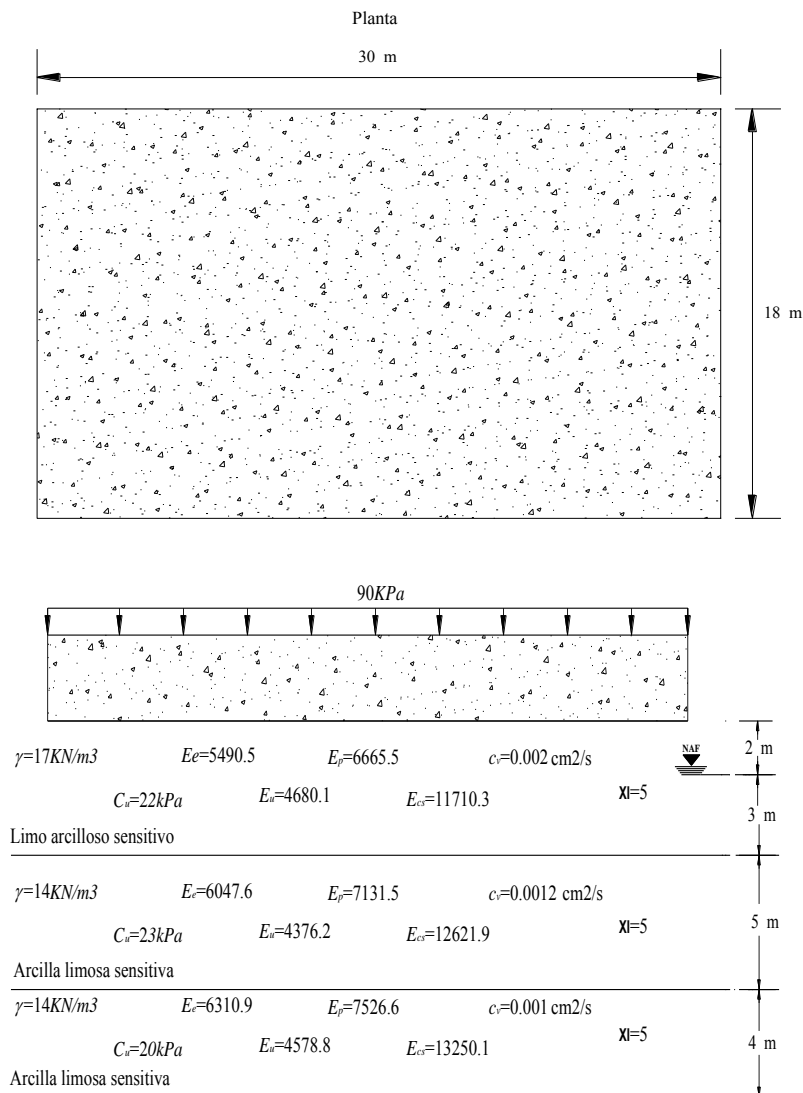 Planta
30 m
18 m
90KPa
γ=17KN/m3 Ee=5490.5 Ep=6665.5 cv=0.002 cm2/s NAF 2 m
Cu=22kPa Eu=4680.1 Ecs=11710.3 XI=5 3 m
Limo arcilloso sensitivo
γ=14KN/m3 Ee=6047.6 Ep=7131.5 cv=0.0012 cm2/s
Cu=23kPa Eu=4376.2 Ecs=12621.9 XI=5 5 m
Arcilla limosa sensitiva
γ=14KN/m3 Ee=6310.9 Ep=7526.6 cv=0.001 cm2/s
Cu=20kPa Eu=4578.8 Ecs=13250.1 XI=5 4 m
Arcilla limosa sensitiva